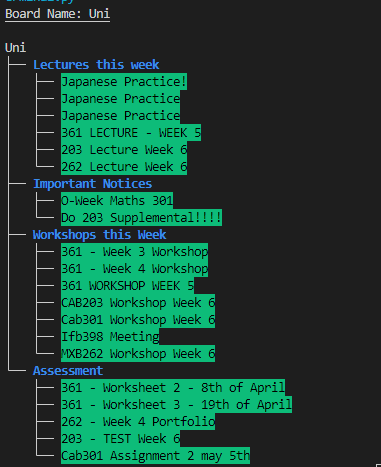 Board Name: Uni
Uni
Lectures this week
Japanese Practice!
Japanese Practice
Japanese Practice
361 LECTURE - WEEK 5
203 Lecture Week 6
262 Lecture Week 6
Important Notices
O-Week Maths 301
Do 203 Supplemental!!!!
Workshops this Week
361 - Week 3 Workshop
361 - Week 4 Workshop
361 WORKSHOP WEEK 5
CAB203 Workshop Week 6
Cab301 Workshop Week 6
Ifb398 Meeting
MXB262 Workshop Week 6
Assessment
361 - Worksheet 2 - 8th of April
361 - Worksheet 3 - 19th of April
262 - Week 4 Portfolio
203 - TEST Week 6
Cab301 Assignment 2 may 5th